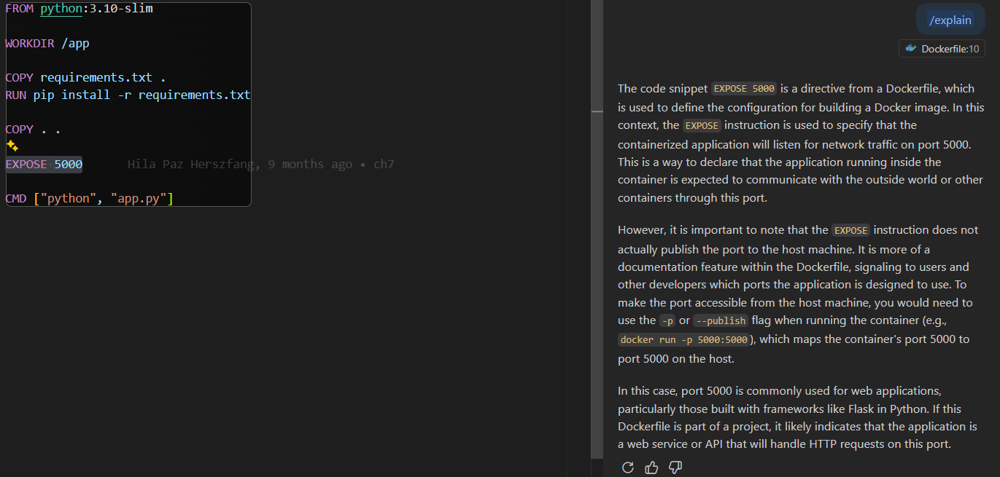 FROM python:3.10-slim
WORKDIR /app
COPY requirements.txt .
RUN pip install -r requirements.txt
COPY . .
EXPOSE 5000 Hila Paz Herszfang, 9 months ago • ch7
CMD ["python", "app.py"]
/explain
Dockerfile:10
The code snippet EXPOSE 5000 is a directive from a Dockerfile, which
is used to define the configuration for building a Docker image. In this
context, the EXPOSE instruction is used to specify that the
containerized application will listen for network traffic on port 5000.
This is a way to declare that the application running inside the
container is expected to communicate with the outside world or other
containers through this port.
However, it is important to note that the EXPOSE instruction does not
actually publish the port to the host machine. It is more of a
documentation feature within the Dockerfile, signaling to users and
other developers which ports the application is designed to use. To
make the port accessible from the host machine, you would need to
use the -p or --publish flag when running the container (e.g.,
docker run -p 5000:5000), which maps the container's port 5000 to
port 5000 on the host.
In this case, port 5000 is commonly used for web applications,
particularly those built with frameworks like Flask in Python. If this
Dockerfile is part of a project, it likely indicates that the application is
a web service or API that will handle HTTP requests on this port.